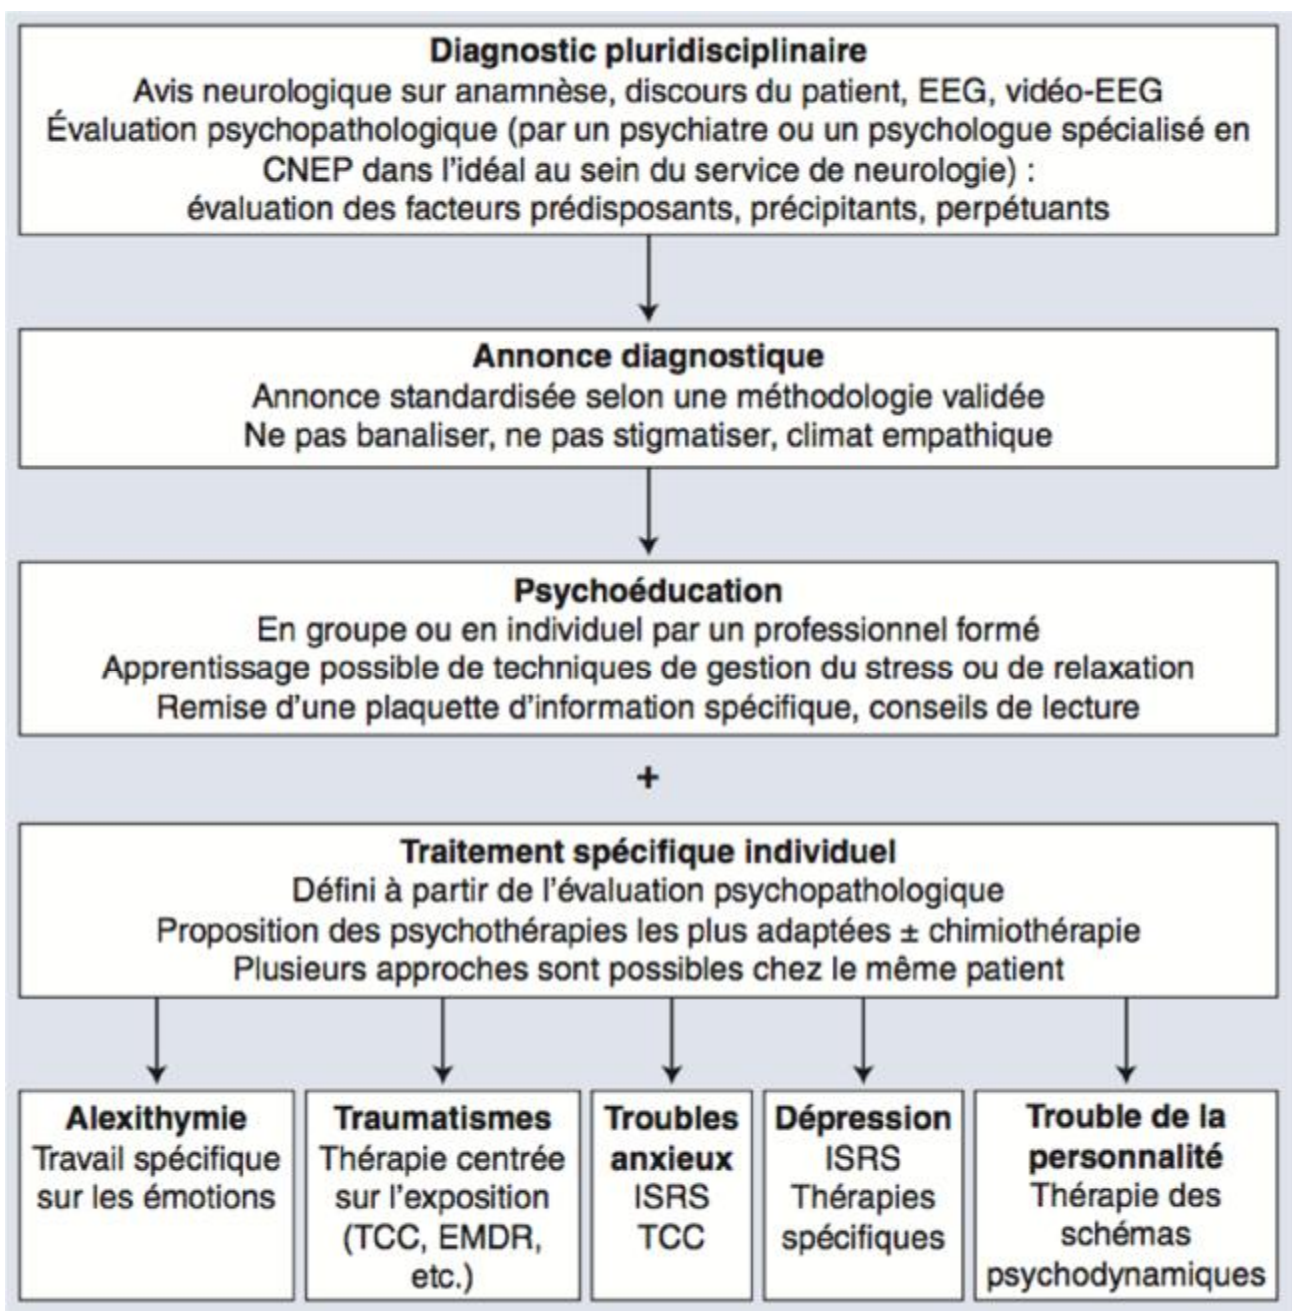 Diagnostic pluridisciplinaire
Avis neurologique sur anamnèse, discours du patient, EEG, vidéo-EEG
Évaluation psychopathologique (par un psychiatre ou un psychologue spécialisé en
CNEP dans l'idéal au sein du service de neurologie) :
évaluation des facteurs prédisposants, précipitants, perpétuants
Annonce diagnostique
Annonce standardisée selon une méthodologie validée
Ne pas banaliser, ne pas stigmatiser, climat empathique
Psychoéducation
En groupe ou en individuel par un professionnel formé
Apprentissage possible de techniques de gestion du stress ou de relaxation
Remise d'une plaquette d'information spécifique, conseils de lecture
+
Traitement spécifique individuel
Défini à partir de l'évaluation psychopathologique
Proposition des psychothérapies les plus adaptées ± chimiothérapie
Plusieurs approches sont possibles chez le même patient
Alexithymie
Travail spécifique
sur les émotions
Traumatismes
Thérapie centrée
sur l'exposition
(TCC, EMDR,
etc.)
Troubles
anxieux
ISRS
TCC
Dépression
ISRS
Thérapies
spécifiques
Trouble de la
personnalité
Thérapie des
schémas
psychodynamiques